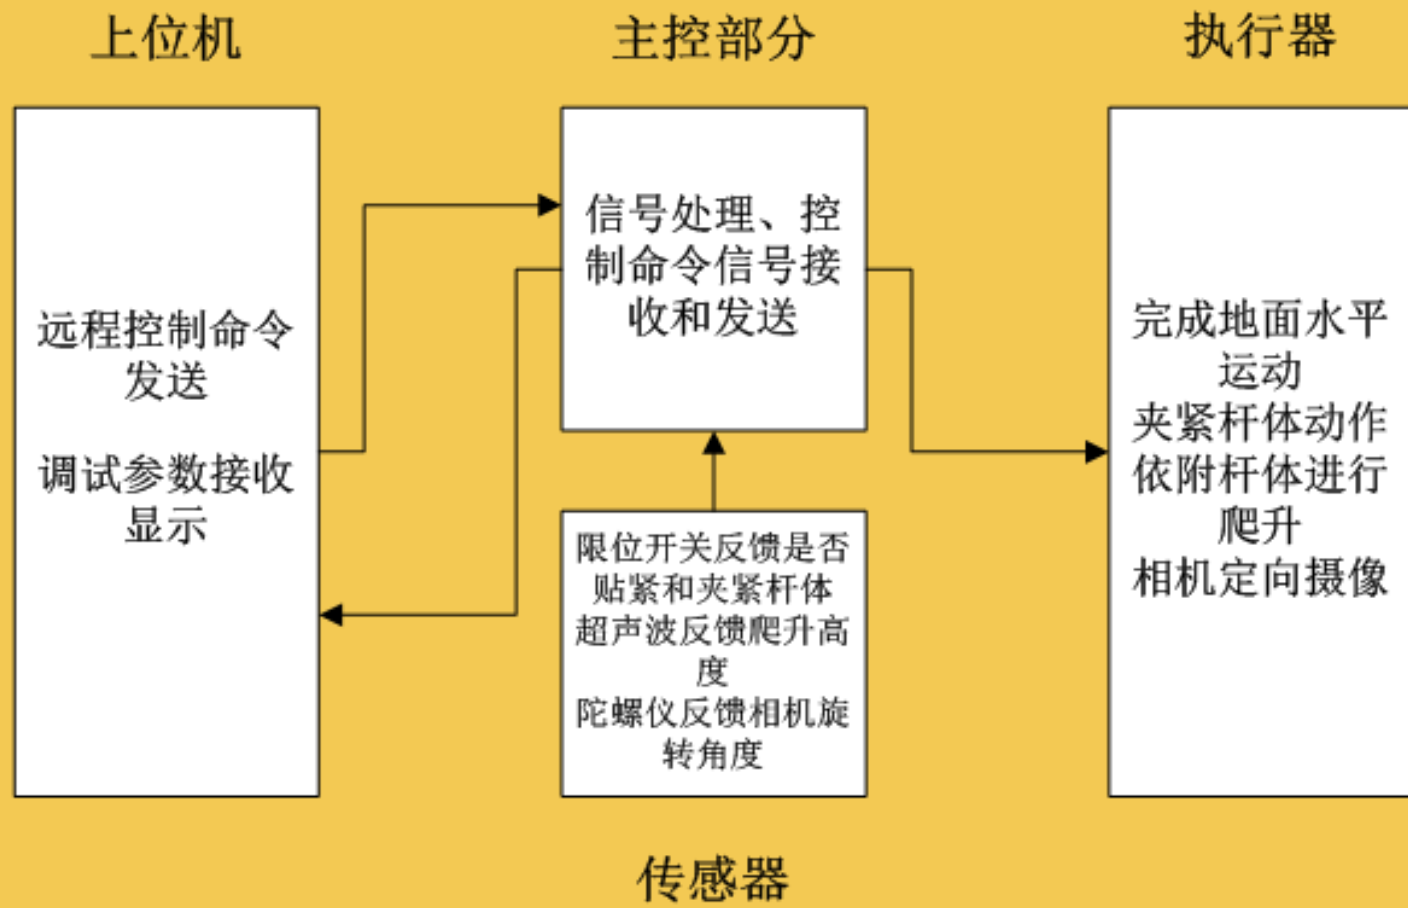 上位机
主控部分
执行器
远程控制命令
发送
调试参数接收
显示
信号处理、控
制命令信号接
收和发送
限位开关反馈是否
贴紧和夹紧杆体
超声波反馈爬升高
度
陀螺仪反馈相机旋
转角度
完成地面水平
运动
夹紧杆体动作
依附杆体进行
爬升
相机定向摄像
传感器